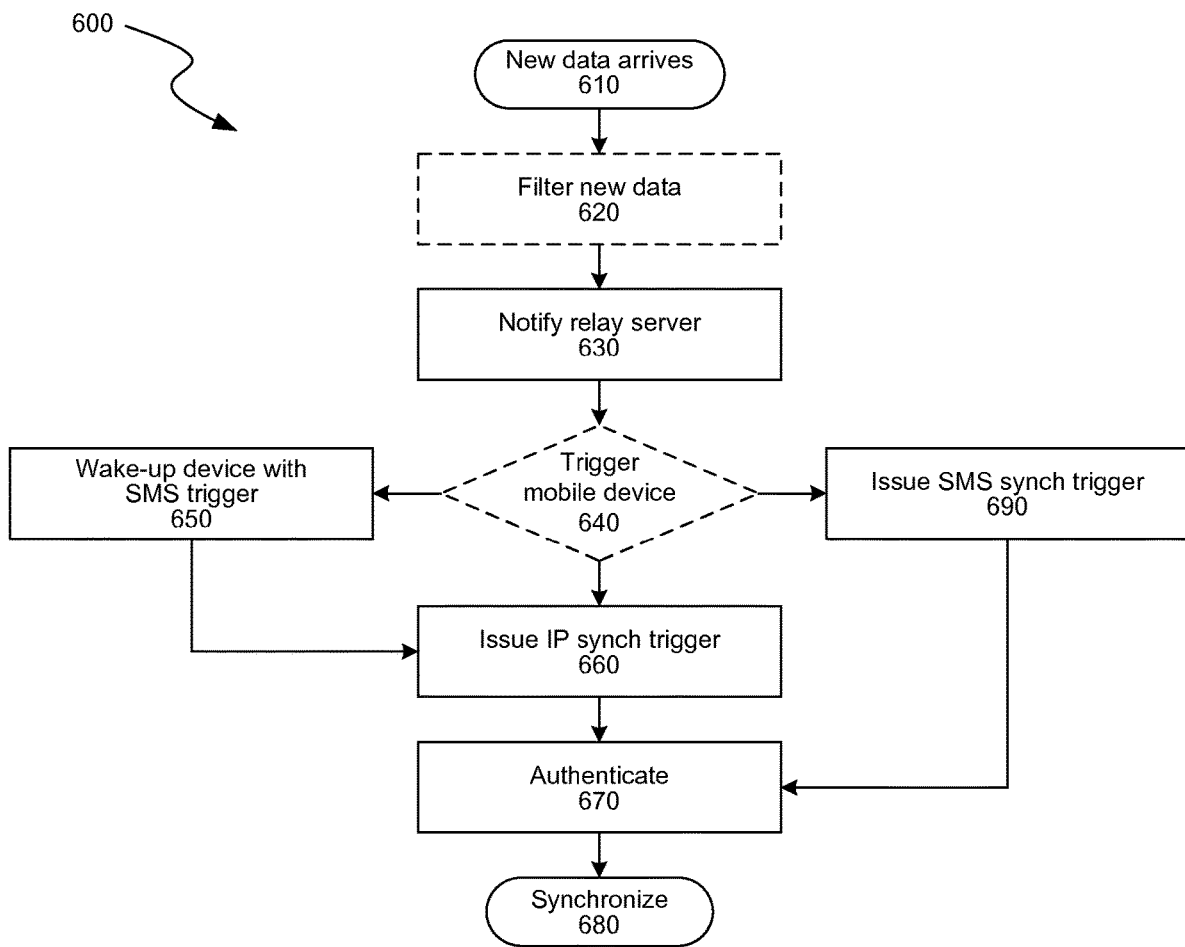 600
New data arrives
610
Filter new data
620
Notify relay server
630
Trigger
mobile device
640
Wake-up device with
SMS trigger
650
Issue SMS synch trigger
690
Issue IP synch trigger
660
Authenticate
670
Synchronize
680